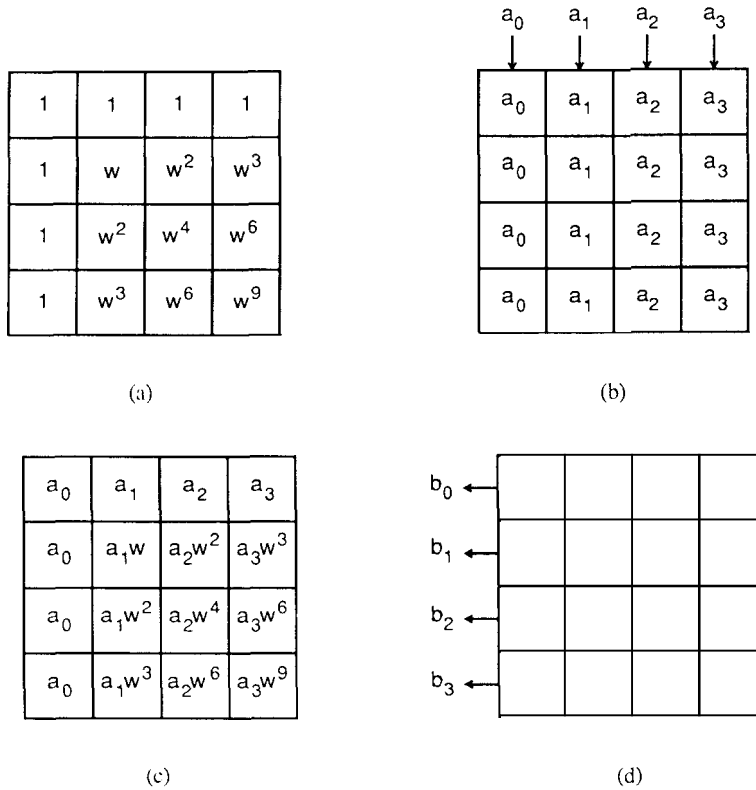 a₀ a₁ a₂ a₃
1 1 1 1
1 w w² w³
1 w² w⁴ w⁶
1 w³ w⁶ w⁹
(a)
a₀ a₁ a₂ a₃
a₀ a₁ a₂ a₃
a₀ a₁ a₂ a₃
a₀ a₁ a₂ a₃
(b)
a₀ a₁ a₂ a₃
a₀ a₁w a₂w² a₃w³
a₀ a₁w² a₂w⁴ a₃w⁶
a₀ a₁w³ a₂w⁶ a₃w⁹
(c)
b₀
b₁
b₂
b₃
(d)